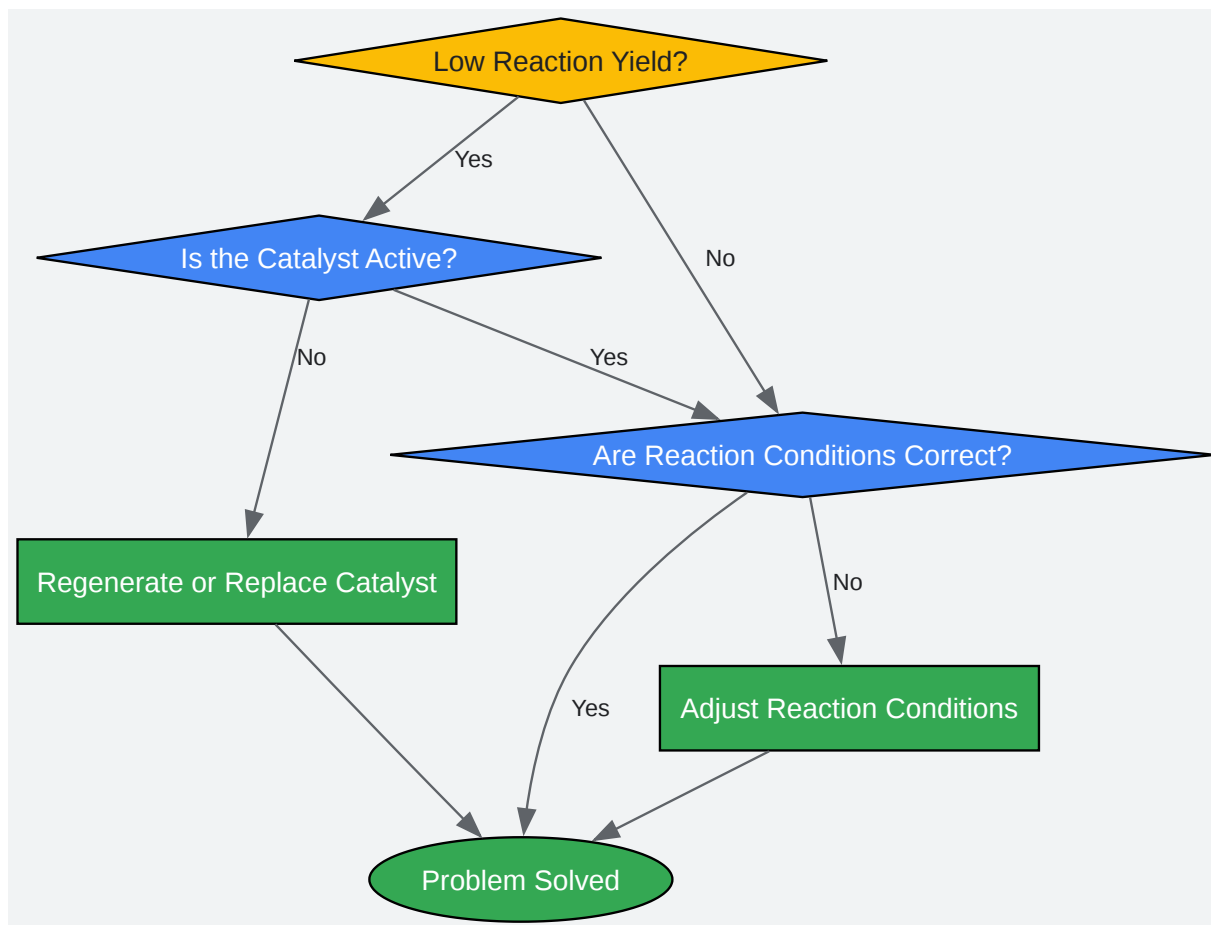 Low Reaction Yield?
Yes
Is the Catalyst Active?
No
No
Yes
Are Reaction Conditions Correct?
Regenerate or Replace Catalyst
No
Yes
Adjust Reaction Conditions
Problem Solved